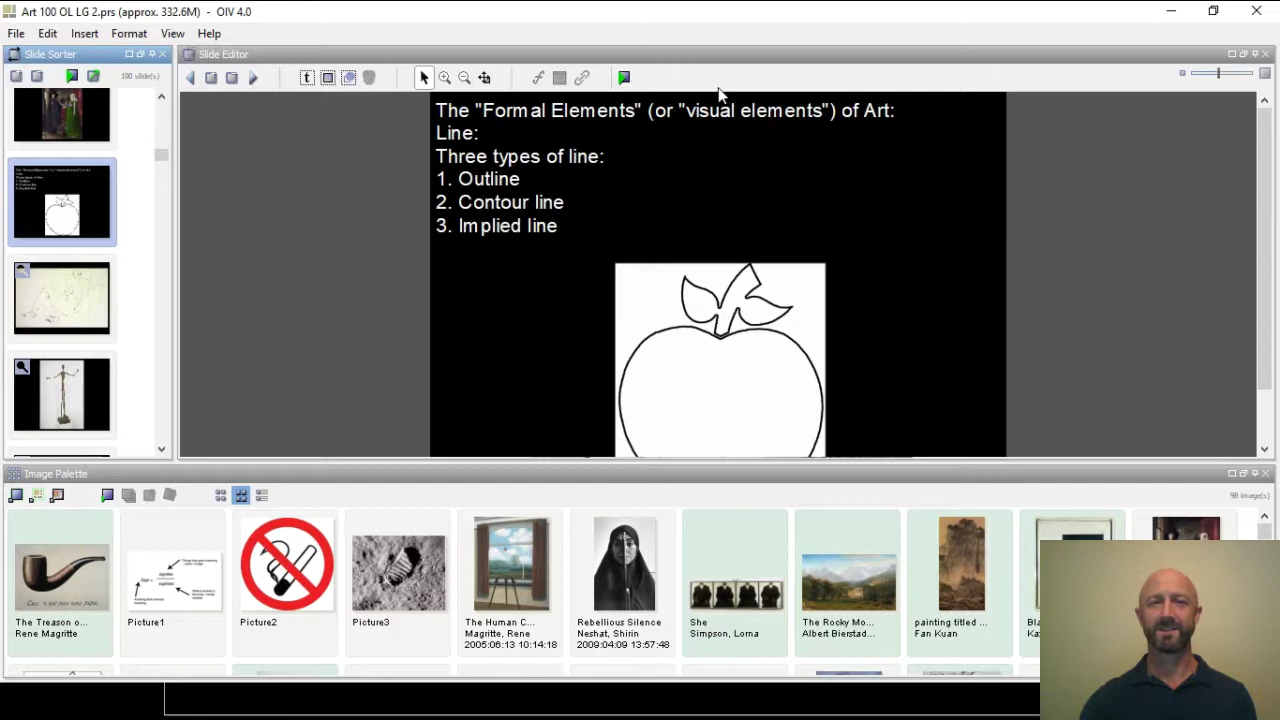 Art 100 OL LG 2.prs (approx. 332.6M) - OIV 4.0
File Edit Insert Format View Help
Slide Sorter
100 slide(s)
Slide Editor
The "Formal Elements" (or "visual elements") of Art:
Line:
Three types of line:
1. Outline
2. Contour line
3. Implied line
Image Palette
98 image(s)
The Treason o...
Rene Magritte
Picture1
Picture2
Picture3
The Human C...
Magritte, Rene
2005:06:13 10:14:18
Rebellious Silence
Neshat, Shirin
2009:04:09 13:57:48
She
Simpson, Lorna
The Rocky Mo...
Albert Bierstad...
painting titled ...
Fan Kuan